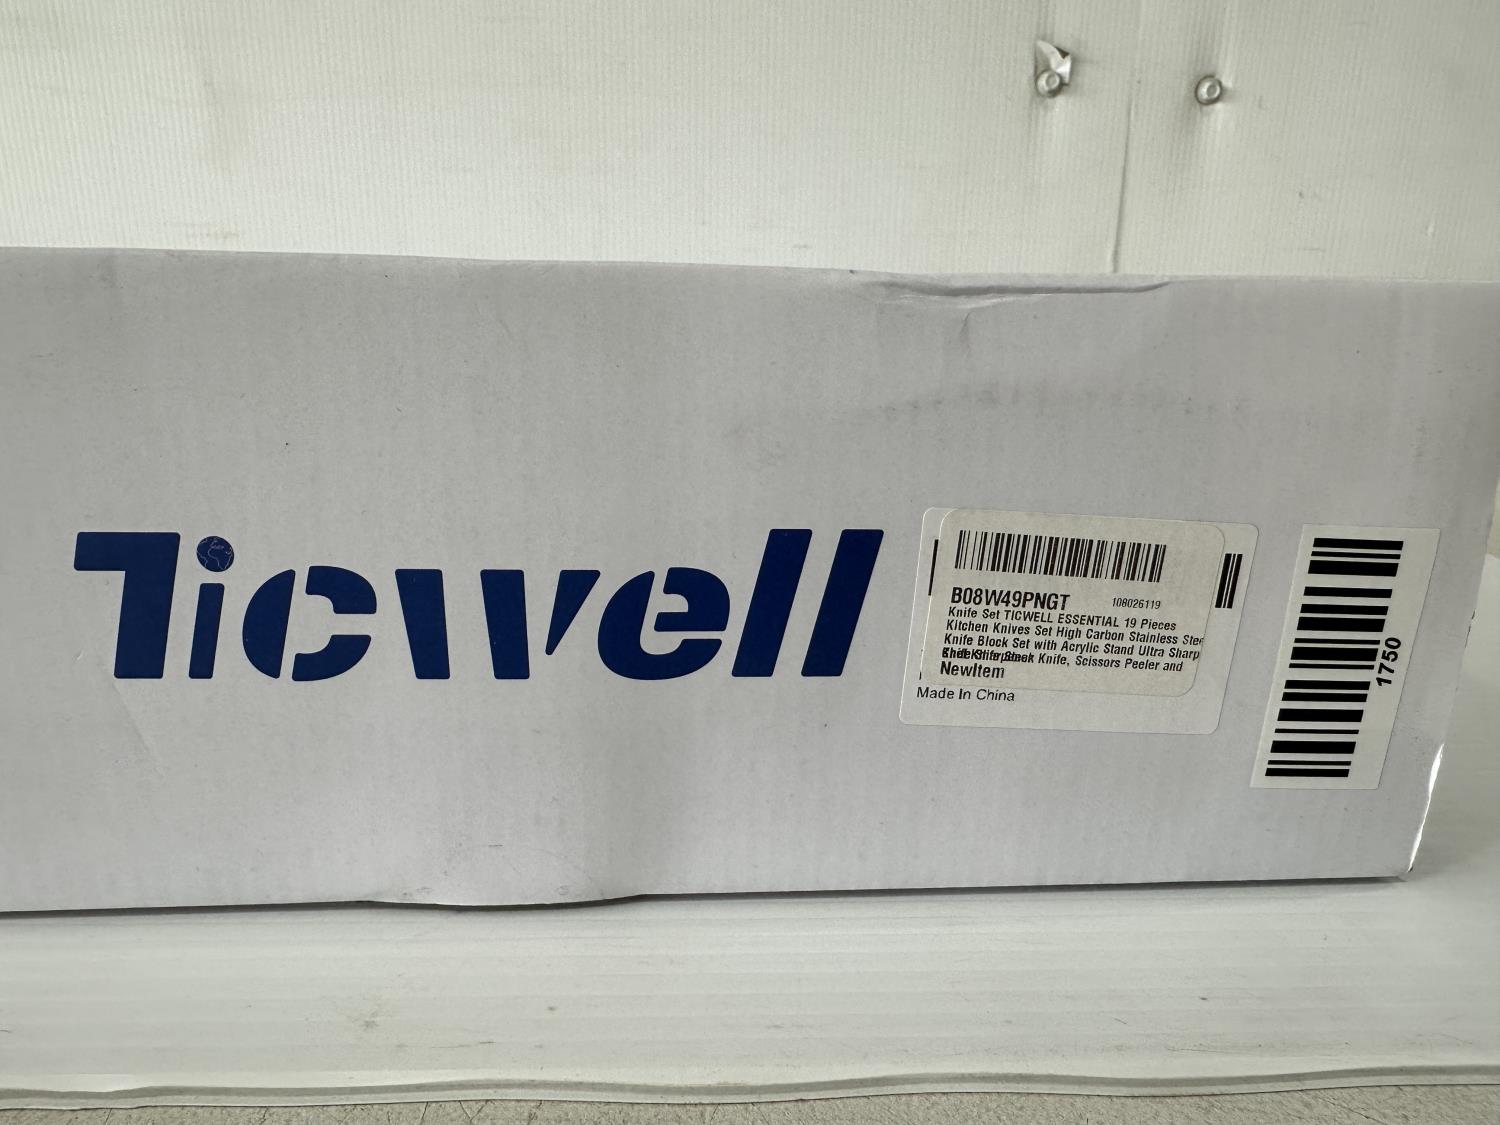 Ticwell
B08W49PNGT 108026119
Knife Set TICWELL ESSENTIAL 19 Pieces
Kitchen Knives Set High Carbon Stainless Stee
Knife Block Set with Acrylic Stand Ultra Sharp
Knife, Scissors Peeler and
NewItem
Made In China
1750